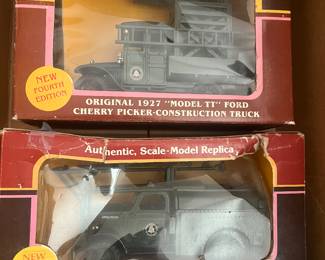 NEW
FOURTH
EDITION
ORIGINAL 1927 "MODEL TT" FORD
CHERRY PICKER-CONSTRUCTION TRUCK
Authentic, Scale-Model Replica
NEW